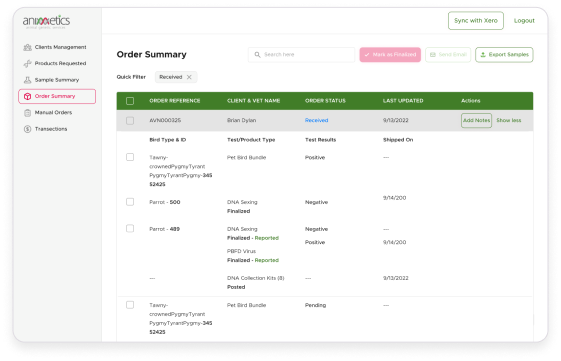 animetics
Sync with Xero
Logout
Clients Management
Products Requested
Sample Summary
Order Summary
Manual Orders
Transactions
Order Summary
Search here
Mark as Finalized
Send Email
Export Samples
Quick Filter
Received
ORDER REFERENCE CLIENT & VET NAME ORDER STATUS LAST UPDATED Actions
AVN000325 Brian Dylan Received 9/13/2022 Add Notes Show less
Bird Type & ID Test/Product Type Test Results Shipped On
Tawny- Pet Bird Bundle Positive ---
crownedPygmyTyrant
PygmyTyrantPygmy-345
52425
9/14/200
Parrot - 500 DNA Sexing Negative
Finalized
Parrot - 489 DNA Sexing Negative ---
Finalized - Reported
Positive 9/14/200
PBFD Virus
Finalized - Reported
--- DNA Collection Kits (8) --- 9/13/2022
Posted
Tawny- Pet Bird Bundle Pending ---
crownedPygmyTyrant
PygmyTyrantPygmy-345
52425